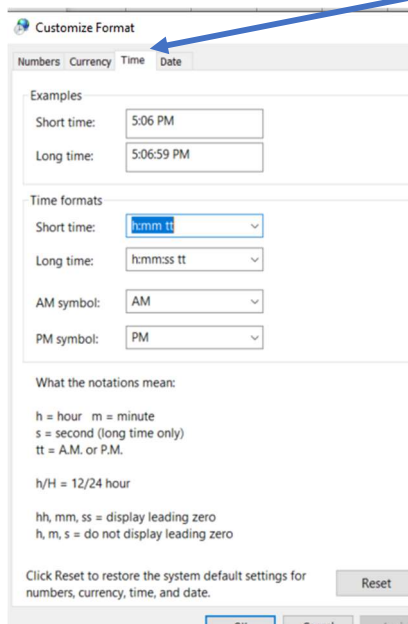 Customize Format
Numbers Currency Time Date
Examples
Short time: 5:06 PM
Long time: 5:06:59 PM
Time formats
Short time: h:mm tt
Long time: h:mm:ss tt
AM symbol: AM
PM symbol: PM
What the notations mean:
h = hour m = minute
s = second (long time only)
tt = A.M. or P.M.
h/H = 12/24 hour
hh, mm, ss = display leading zero
h, m, s = do not display leading zero
Click Reset to restore the system default settings for
numbers, currency, time, and date.
Reset